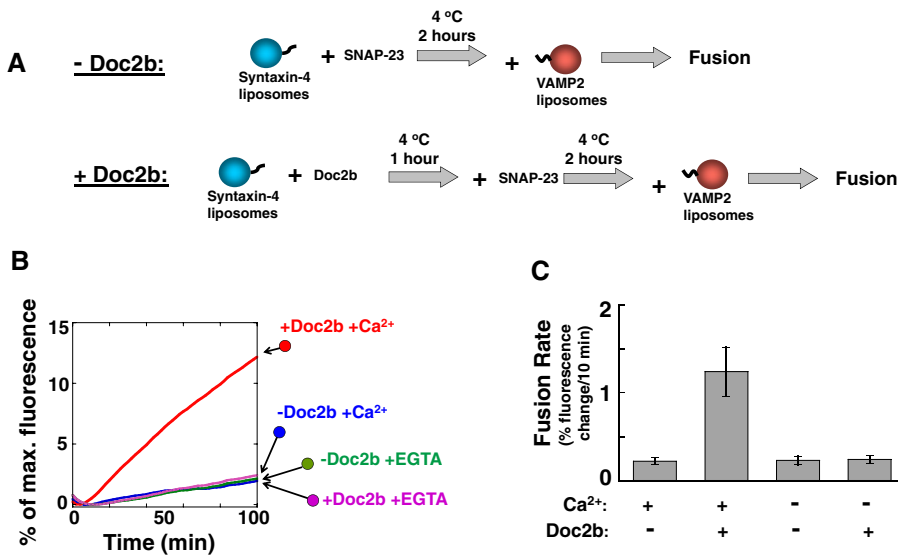 A
- Doc2b:
Syntaxin-4
liposomes
+ SNAP-23
4 ºC
2 hours
+
VAMP2
liposomes
Fusion
+ Doc2b:
Syntaxin-4
liposomes
+ Doc2b
4 ºC
1 hour
+ SNAP-23
4 ºC
2 hours
+
VAMP2
liposomes
Fusion
B
% of max. fluorescence
15
10
5
0
0
100
Time (min)
+Doc2b +Ca²⁺
-Doc2b +Ca²⁺
-Doc2b +EGTA
+Doc2b +EGTA
C
Fusion Rate
(% fluorescence
change/10 min)
2
1
0
Ca²⁺: + + - -
Doc2b: - + - +